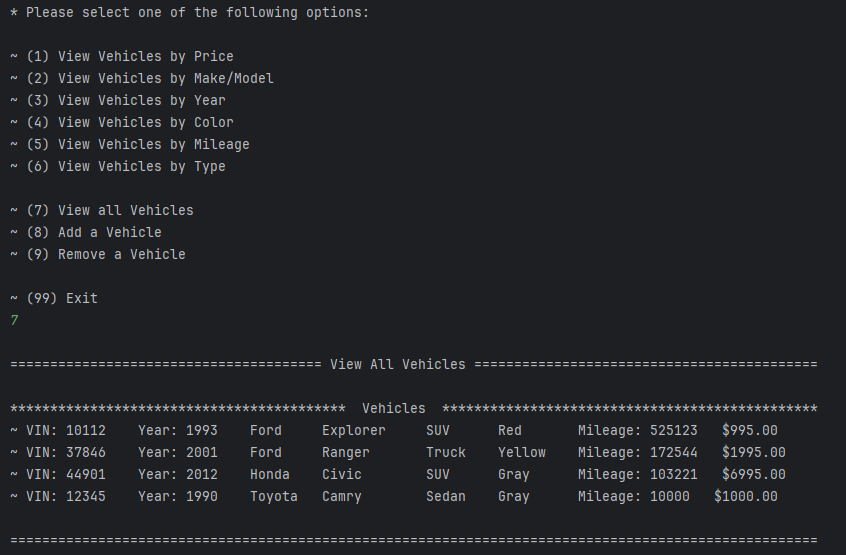 * Please select one of the following options:

~ (1) View Vehicles by Price
~ (2) View Vehicles by Make/Model
~ (3) View Vehicles by Year
~ (4) View Vehicles by Color
~ (5) View Vehicles by Mileage
~ (6) View Vehicles by Type

~ (7) View all Vehicles
~ (8) Add a Vehicle
~ (9) Remove a Vehicle

~ (99) Exit
7

======================================= View All Vehicles ===========================================

******************************************  Vehicles  ***********************************************
~ VIN: 10112    Year: 1993    Ford     Explorer     SUV      Red       Mileage: 525123   $995.00
~ VIN: 37846    Year: 2001    Ford     Ranger       Truck    Yellow    Mileage: 172544   $1995.00
~ VIN: 44901    Year: 2012    Honda    Civic        SUV      Gray      Mileage: 103221   $6995.00
~ VIN: 12345    Year: 1990    Toyota   Camry        Sedan    Gray      Mileage: 10000   $1000.00

=====================================================================================================